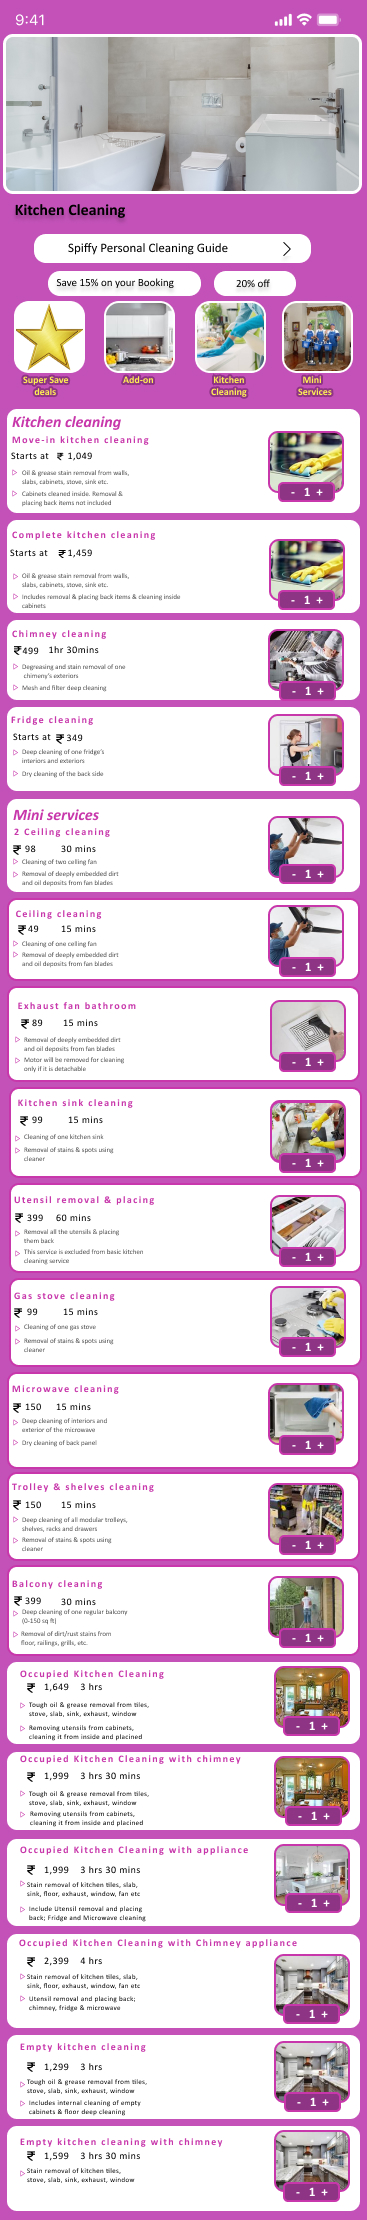 9:41
Kitchen Cleaning
Spiffy Personal Cleaning Guide
Save 15% on your Booking
20% off
Super Save
deals
Add-on
Kitchen
Cleaning
Mini
Services
Kitchen cleaning
Move-in kitchen cleaning
Starts at ₹ 1,049
Oil & grease stain removal from walls,
slabs, cabinets, stove, sink etc.
Cabinets cleaned inside. Removal &
placing back items not included
- 1 +
Complete kitchen cleaning
Starts at ₹1,459
Oil & grease stain removal from walls,
slabs, cabinets, stove, sink etc.
Includes removal & placing back items & cleaning inside
cabinets
- 1 +
Chimney cleaning
₹499 1hr 30mins
Degreasing and stain removal of one
chimeny's exteriors
Mesh and filter deep cleaning
- 1 +
Fridge cleaning
Starts at ₹349
Deep cleaning of one fridge's
interiors and exteriors
Dry cleaning of the back side
- 1 +
Mini services
2 Ceiling cleaning
₹ 98 30 mins
Cleaning of two celling fan
Removal of deeply embedded dirt
and oil deposits from fan blades
- 1 +
Ceiling cleaning
₹49 15 mins
Cleaning of one celling fan
Removal of deeply embedded dirt
and oil deposits from fan blades
- 1 +
Exhaust fan bathroom
₹ 89 15 mins
Removal of deeply embedded dirt
and oil deposits from fan blades
Motor will be removed for cleaning
only if it is detachable
- 1 +
Kitchen sink cleaning
₹ 99 15 mins
Cleaning of one kitchen sink
Removal of stains & spots using
cleaner
- 1 +
Utensil removal & placing
₹ 399 60 mins
Removal all the utensils & placing
them back
This service is excluded from basic kitchen
cleaning service
- 1 +
Gas stove cleaning
₹ 99 15 mins
Cleaning of one gas stove
Removal of stains & spots using
cleaner
- 1 +
Microwave cleaning
₹ 150 15 mins
Deep cleaning of interiors and
exterior of the microwave
Dry cleaning of back panel
- 1 +
Trolley & shelves cleaning
₹ 150 15 mins
Deep cleaning of all modular trolleys,
shelves, racks and drawers
Removal of stains & spots using
cleaner
- 1 +
Balcony cleaning
₹ 399 30 mins
Deep cleaning of one regular balcony
(0-150 sq ft)
Removal of dirt/rust stains from
floor, railings, grills, etc.
- 1 +
Occupied Kitchen Cleaning
₹ 1,649 3 hrs
Tough oil & grease removal from tiles,
stove, slab, sink, exhaust, window
Removing utensils from cabinets,
cleaning it from inside and placined
- 1 +
Occupied Kitchen Cleaning with chimney
₹ 1,999 3 hrs 30 mins
Tough oil & grease removal from tiles,
stove, slab, sink, exhaust, window
Removing utensils from cabinets,
cleaning it from inside and placined
- 1 +
Occupied Kitchen Cleaning with appliance
₹ 1,999 3 hrs 30 mins
Stain removal of kitchen tiles, slab,
sink, floor, exhaust, window, fan etc
Include Utensil removal and placing
back; Fridge and Microwave cleaning
- 1 +
Occupied Kitchen Cleaning with Chimney appliance
₹ 2,399 4 hrs
Stain removal of kitchen tiles, slab,
sink, floor, exhaust, window, fan etc
Utensil removal and placing back;
chimney, fridge & microwave
- 1 +
Empty kitchen cleaning
₹ 1,299 3 hrs
Tough oil & grease removal from tiles,
stove, slab, sink, exhaust, window
Includes internal cleaning of empty
cabinets & floor deep cleaning
- 1 +
Empty kitchen cleaning with chimney
₹ 1,599 3 hrs 30 mins
Stain removal of kitchen tiles,
stove, slab, sink, exhaust, window
- 1 +